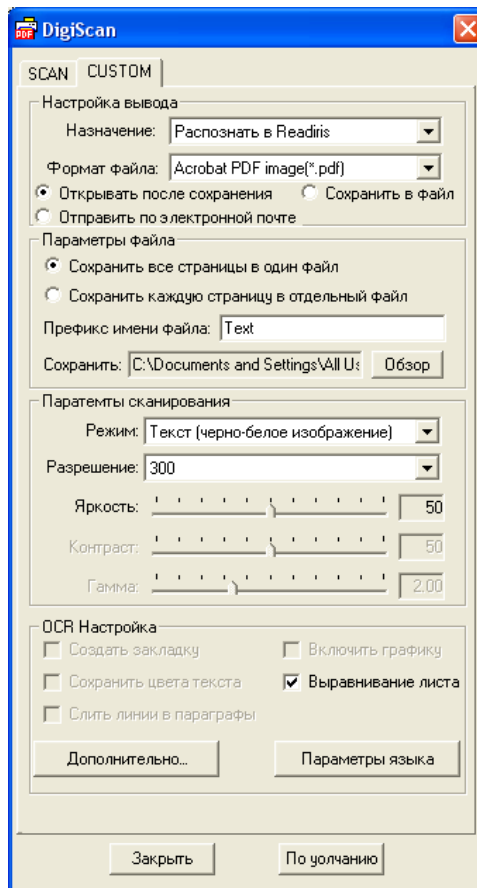 PDF DigiScan
SCAN CUSTOM
Настройка вывода
Назначение: Распознать в Readiris
Формат файла: Acrobat PDF image(*.pdf)
Открывать после сохранения Сохранить в файл
Отправить по электронной почте
Параметры файла
Сохранить все страницы в один файл
Сохранить каждую страницу в отдельный файл
Префикс имени файла: Text
Сохранить: C:\Documents and Settings\All Us Обзор
Паратемты сканирования
Режим: Текст (черно-белое изображение)
Разрешение: 300
Яркость: 50
Контраст: 50
Гамма: 2.00
OCR Настройка
Создать закладку Включить графику
Сохранить цвета текста Выравнивание листа
Слить линии в параграфы
Дополнительно... Параметры языка
Закрыть По уолчанию